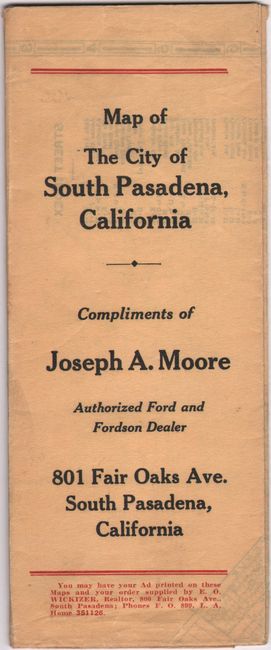 Map of
The City of
South Pasadena,
California
Compliments of
Joseph A. Moore
Authorized Ford and
Fordson Dealer
801 Fair Oaks Ave.
South Pasadena,
California
You may have your Ad printed on these
Maps and your order supplied by E. O.
WICKIZER, Realtor, 800 Fair Oaks Ave.,
South Pasadena; Phones F. O. 899, L. A.
Home 351126.